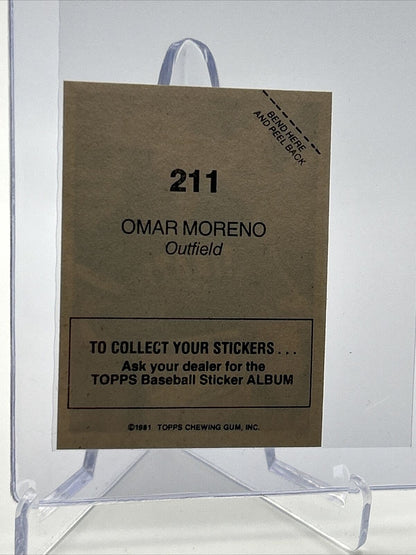 BEND HERE
AND PEEL BACK
211
OMAR MORENO
Outfield
TO COLLECT YOUR STICKERS...
Ask your dealer for the
TOPPS Baseball Sticker ALBUM
©1981 TOPPS CHEWING GUM, INC.